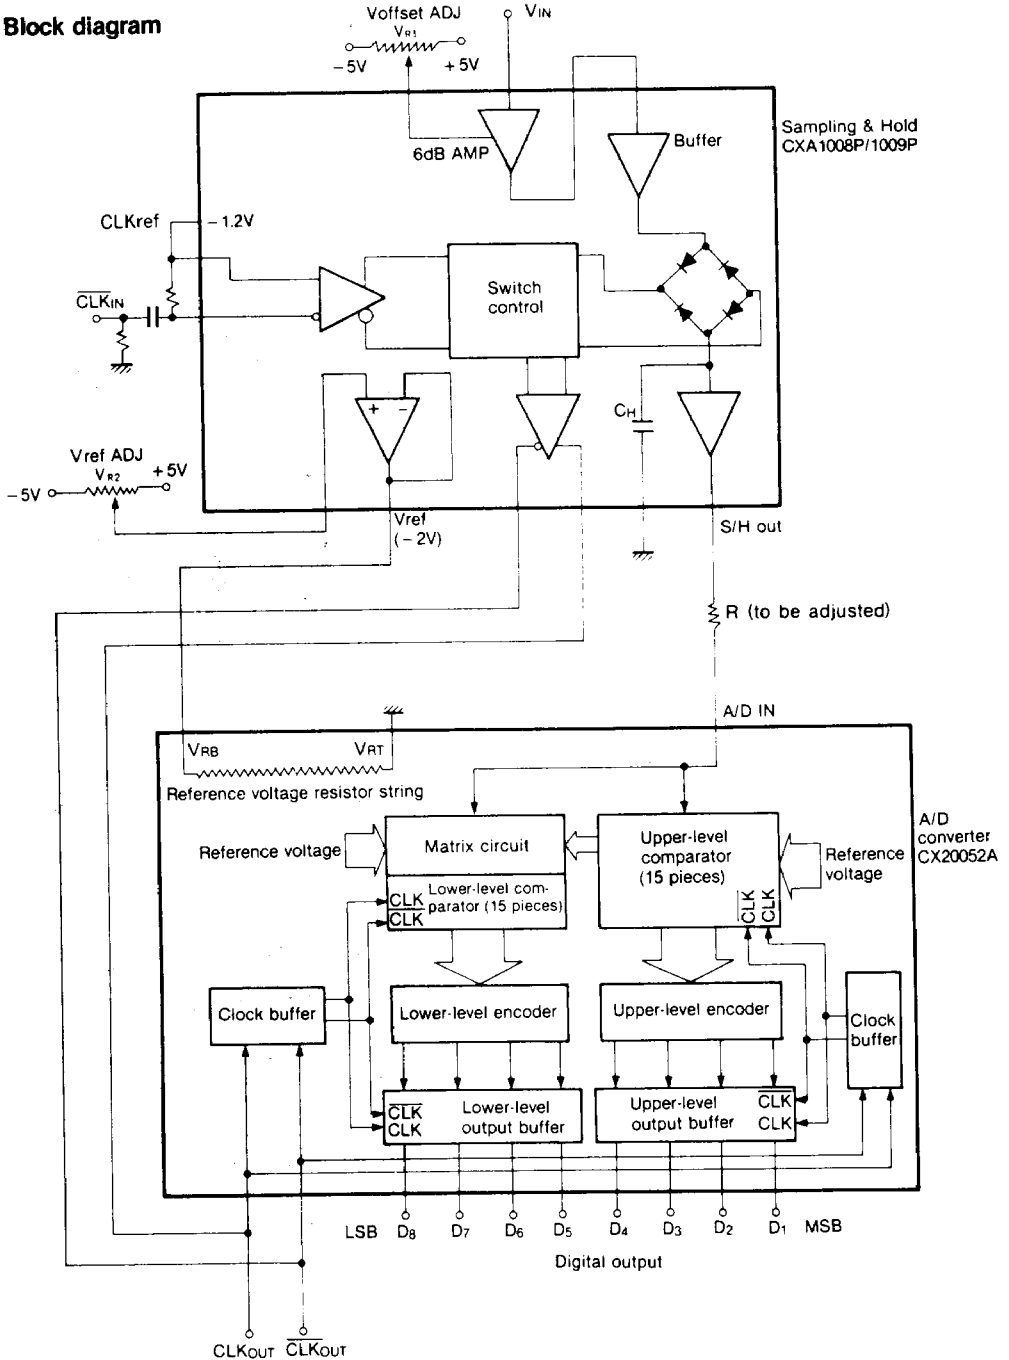 Block diagram
Voffset ADJ
VR1
−5V
+5V
VIN
Sampling & Hold
CXA1008P/1009P
6dB AMP
Buffer
CLKref
−1.2V
CLKIN
Switch
control
+
−
CH
Vref ADJ
VR2
−5V
+5V
Vref
(−2V)
S/H out
R (to be adjusted)
A/D IN
VRB
VRT
Reference voltage resistor string
A/D
converter
CX20052A
Reference voltage
Matrix circuit
Upper-level
comparator
(15 pieces)
Reference
voltage
CLK
CLK
Lower-level com-
parator (15 pieces)
CLK
CLK
Clock buffer
Lower-level encoder
Upper-level encoder
Clock
buffer
CLK
CLK
Lower-level
output buffer
Upper-level
output buffer
CLK
CLK
LSB
D8
D7
D6
D5
D4
D3
D2
D1
MSB
Digital output
CLKOUT
CLKOUT